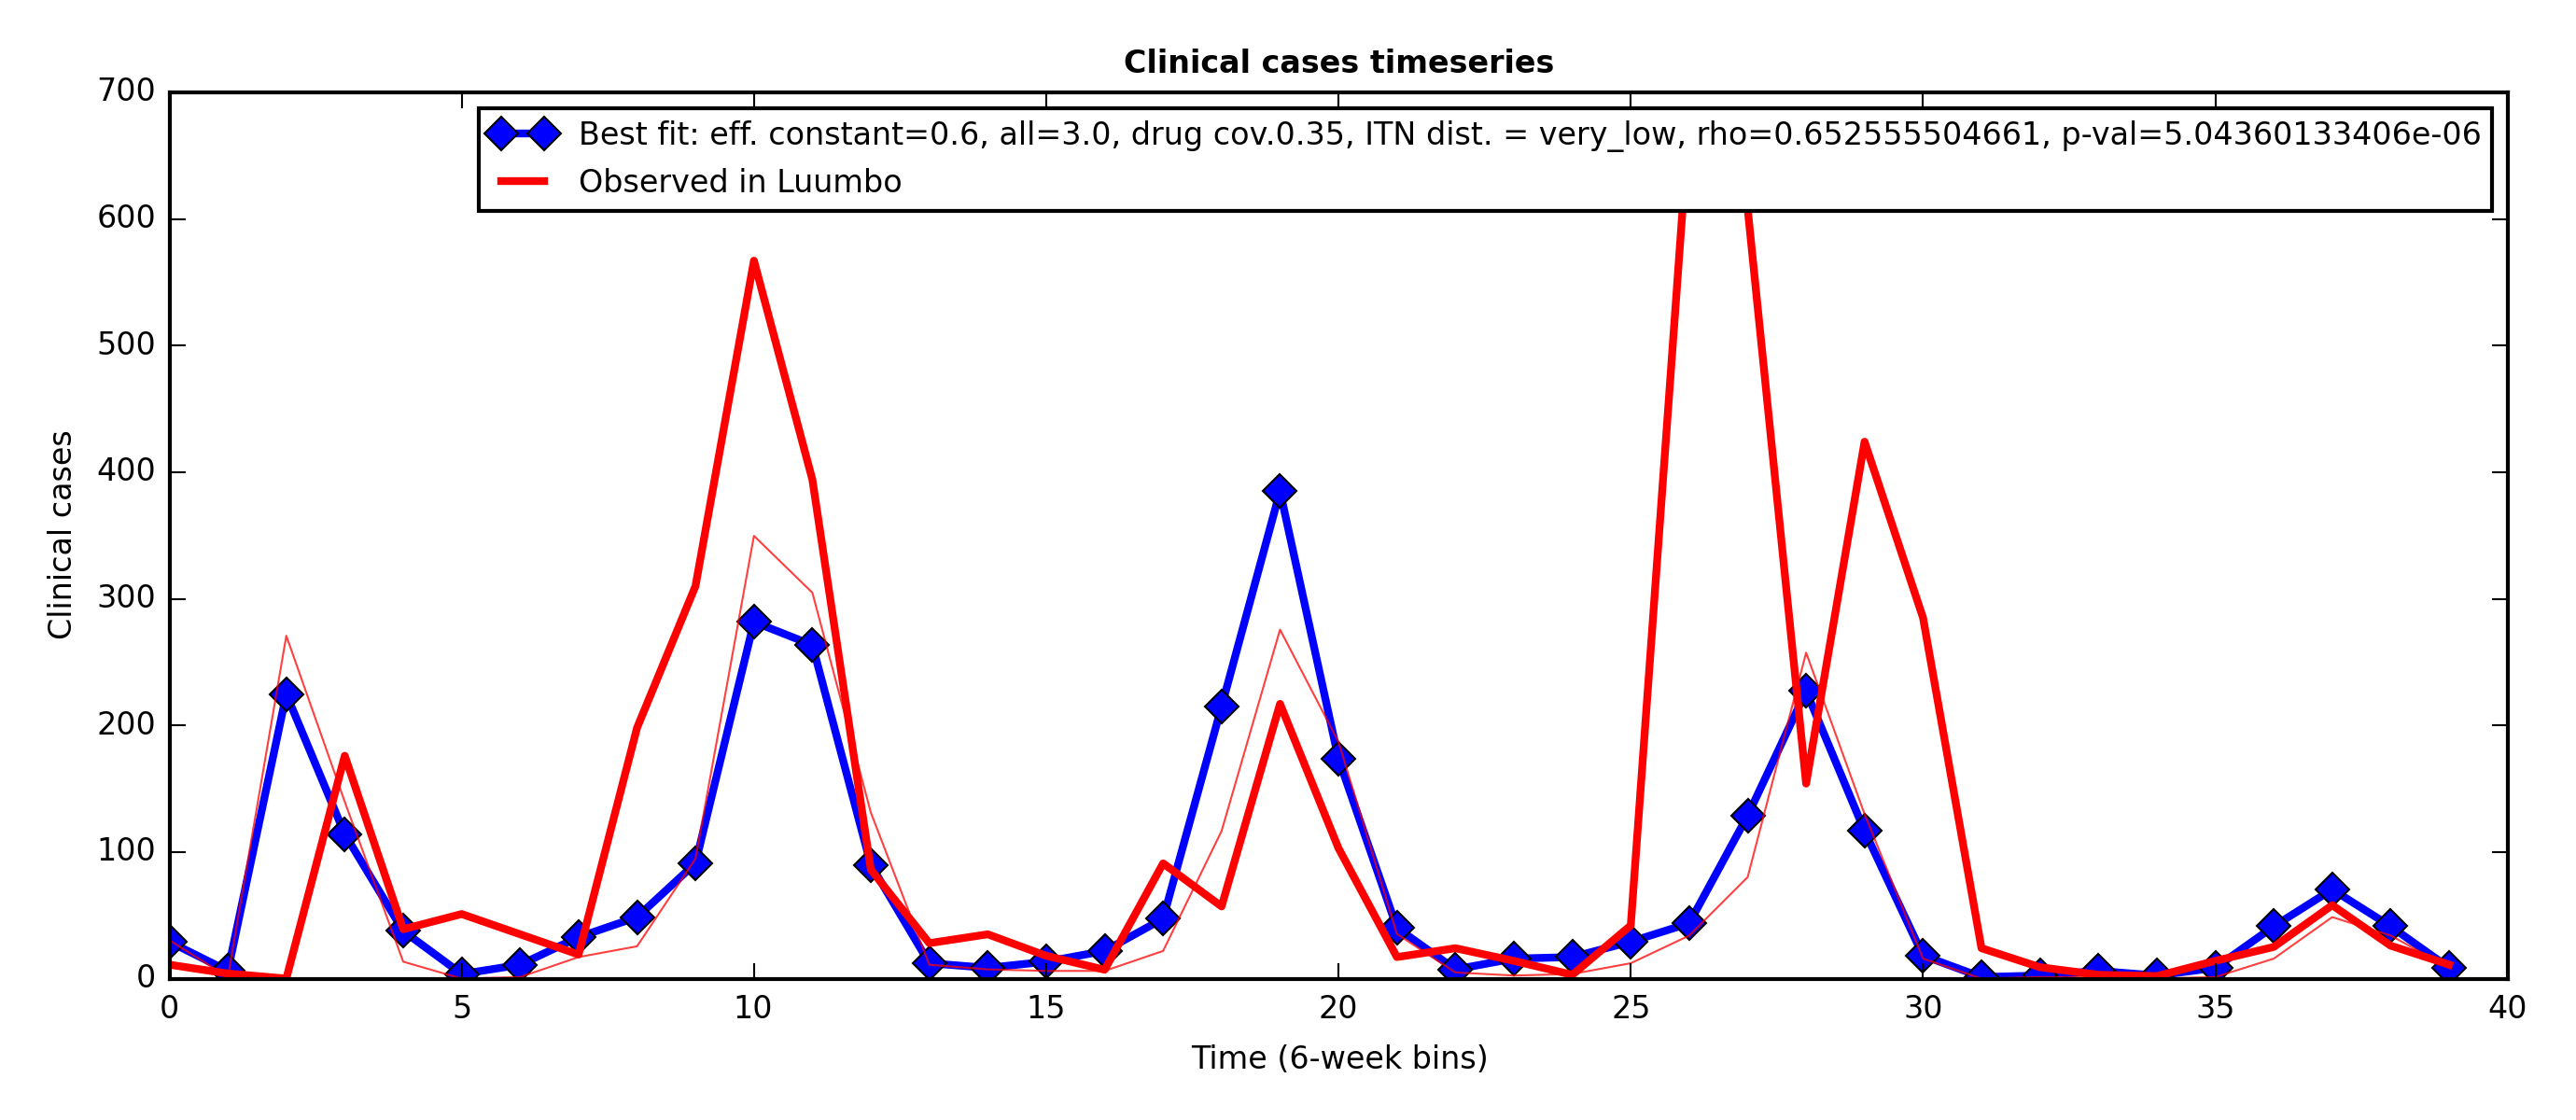 Clinical cases timeseries
700
600
500
400
300
200
100
0
Clinical cases
Best fit: eff. constant=0.6, all=3.0, drug cov.0.35, ITN dist. = very_low, rho=0.652555504661, p-val=5.04360133406e-06
Observed in Luumbo
0 5 10 15 20 25 30 35 40
Time (6-week bins)